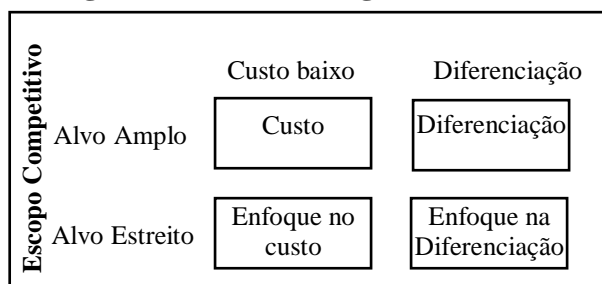 Custo baixo Diferenciação
Escopo Competitivo
Alvo Amplo Custo Diferenciação
Alvo Estreito Enfoque no custo Enfoque na Diferenciação